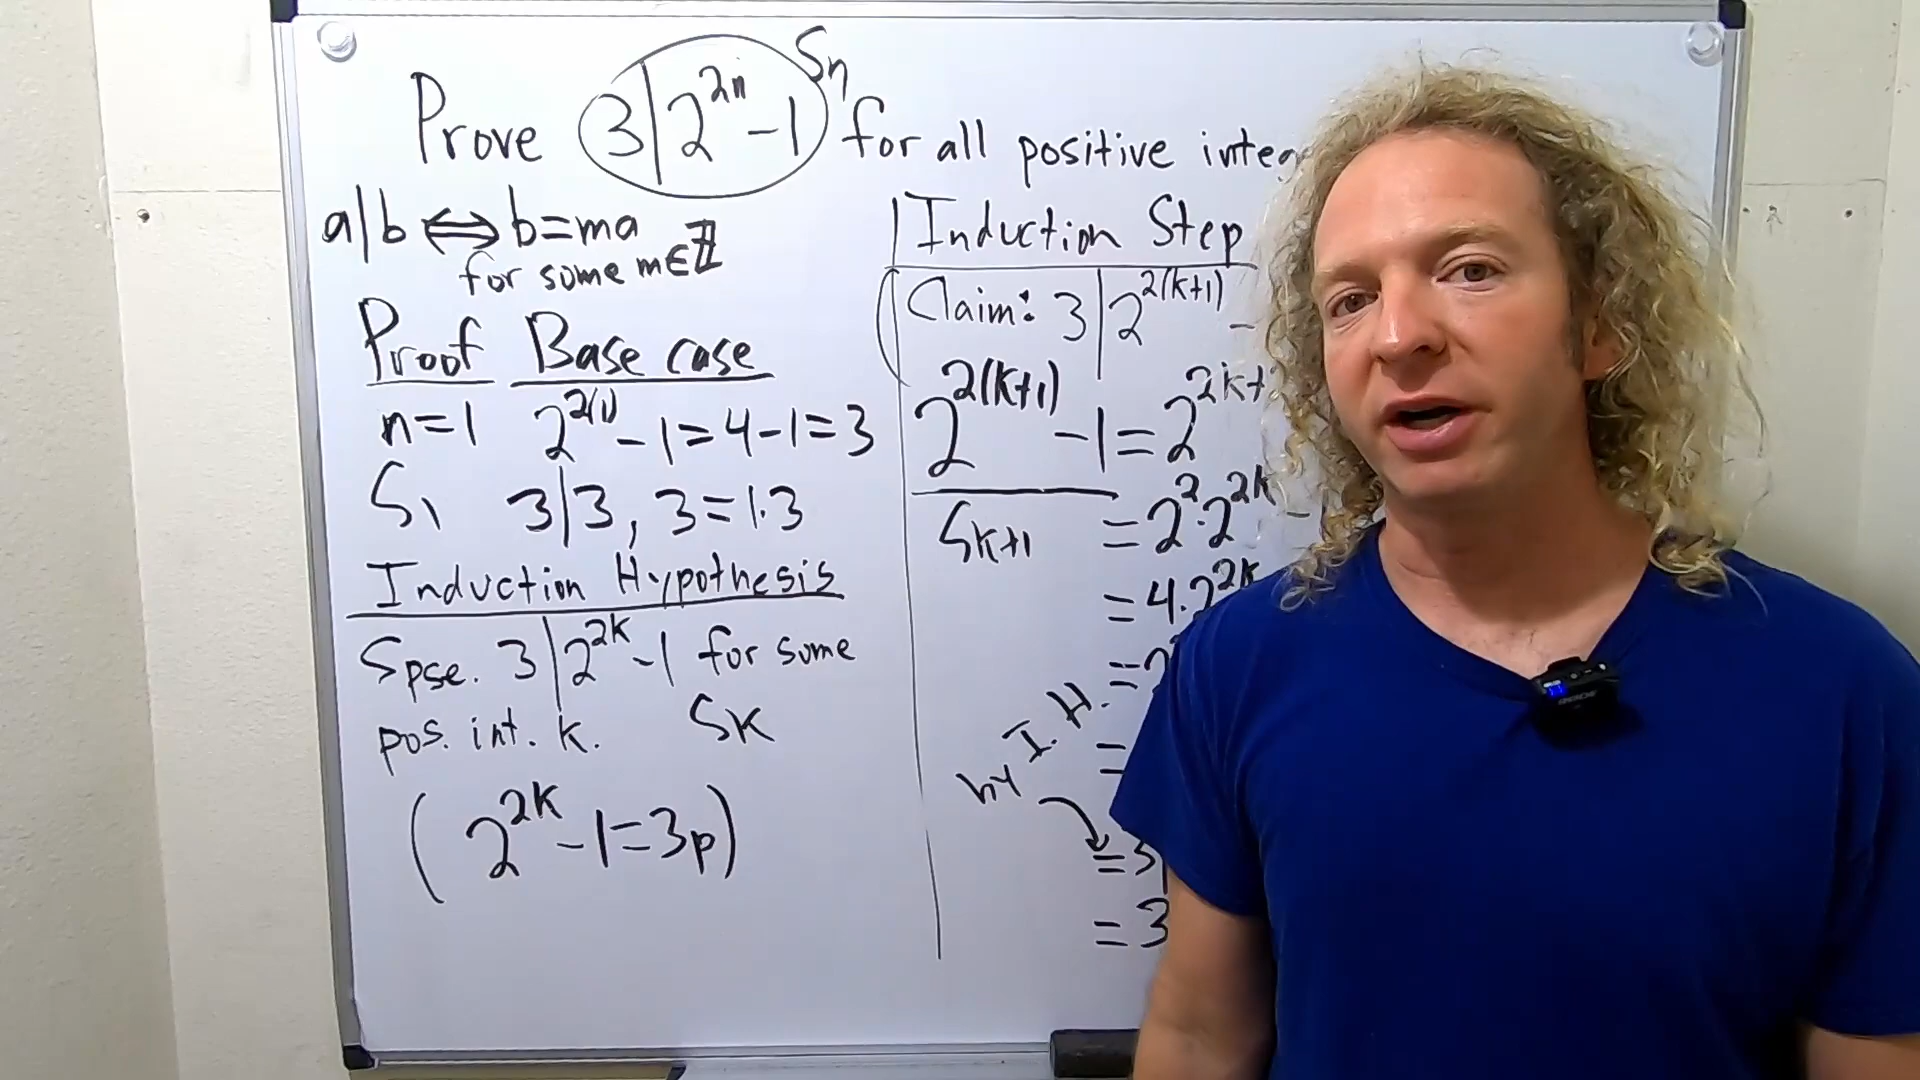 Prove 3|2^{2n}-1 Sn for all positive
a|b ⟺ b=ma
for some m∈ℤ
Proof Base case
n=1 2^{2(1)}-1=4-1=3
S1 3|3, 3=1·3
Induction Hypothesis
Spse. 3|2^{2k}-1 for some
pos. int. k. Sk
(2^{2k}-1=3p)
Induction Step
Claim: 3|2^{2(k+1)} -
2^{2(k+1)}-1=2^{2k+
Sk+1 =2^2·2^{2k} -
=4·2^{2k}
=
=
by I.H.
=3
=3